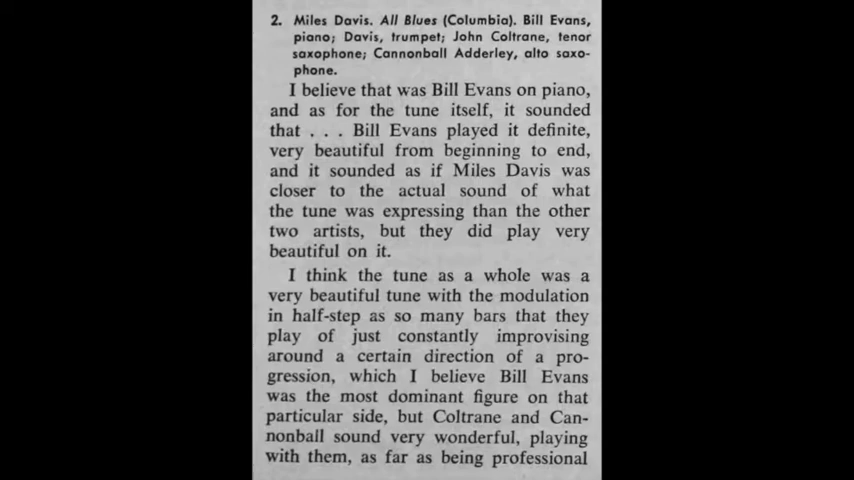 2. Miles Davis. All Blues (Columbia). Bill Evans,
piano; Davis, trumpet; John Coltrane, tenor
saxophone; Cannonball Adderley, alto saxo-
phone.
I believe that was Bill Evans on piano,
and as for the tune itself, it sounded
that . . . Bill Evans played it definite,
very beautiful from beginning to end,
and it sounded as if Miles Davis was
closer to the actual sound of what
the tune was expressing than the other
two artists, but they did play very
beautiful on it.
I think the tune as a whole was a
very beautiful tune with the modulation
in half-step as so many bars that they
play of just constantly improvising
around a certain direction of a pro-
gression, which I believe Bill Evans
was the most dominant figure on that
particular side, but Coltrane and Can-
nonball sound very wonderful, playing
with them, as far as being professional